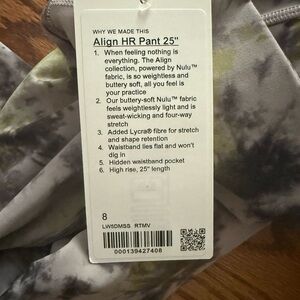 WHY WE MADE THIS
Align HR Pant 25"
1. When feeling nothing is
everything. The Align
collection, powered by Nulu™
fabric, is so weightless and
buttery soft, all you feel is
your practice
2. Our buttery-soft Nulu™ fabric
feels weightlessly light and is
sweat-wicking and four-way
stretch
3. Added Lycra® fibre for stretch
and shape retention
4. Waistband lies flat and won't
dig in
5. Hidden waistband pocket
6. High rise, 25" length
8
LW5DMSS RTMV
000139427408